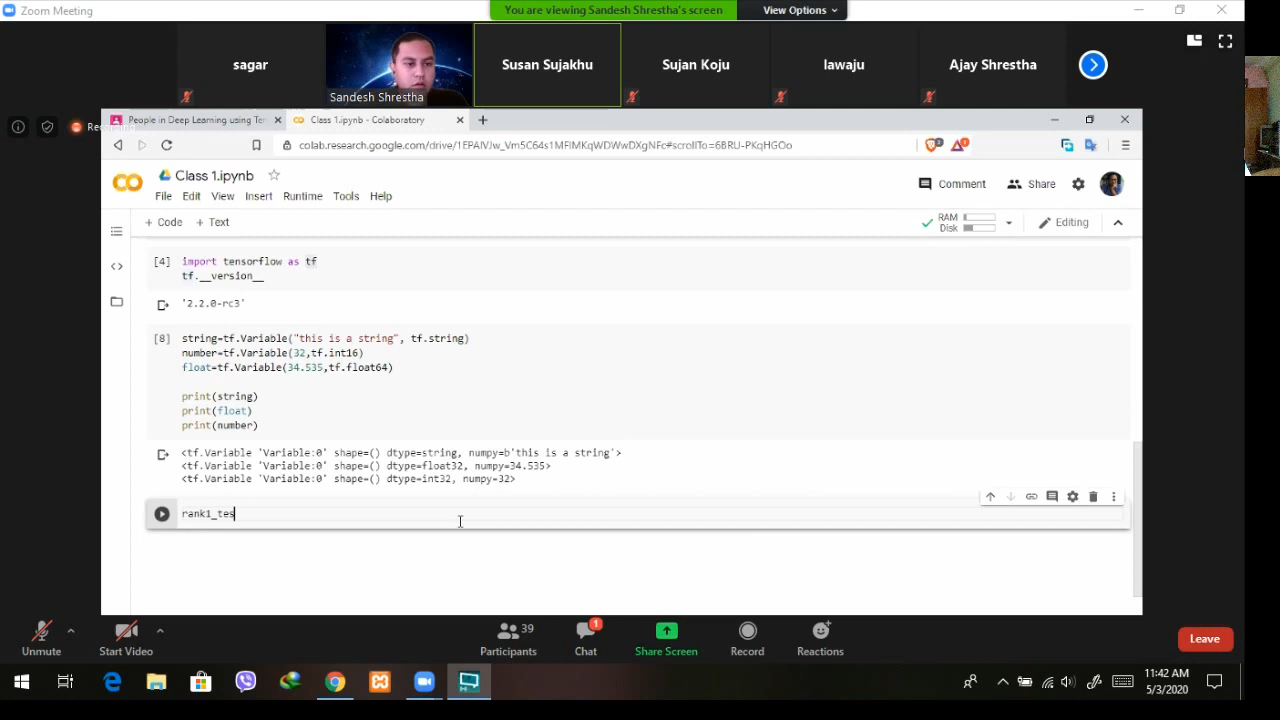 Zoom Meeting
You are viewing Sandesh Shrestha's screen
View Options
sagar
Sandesh Shrestha
Susan Sujakhu
Sujan Koju
lawaju
Ajay Shrestha
Recording
People in Deep Learning using Ten
Class 1.ipynb - Colaboratory
colab.research.google.com/drive/1EPAIVJw_Vm5C64s1MFIMKqWDWwDXgNFc#scrollTo=6BRU-PKqHGOo
Class 1.ipynb
Comment
Share
File Edit View Insert Runtime Tools Help
+ Code + Text
RAM
Disk
Editing
[4] import tensorflow as tf
tf.__version__
'2.2.0-rc3'
[8] string=tf.Variable("this is a string", tf.string)
number=tf.Variable(32,tf.int16)
float=tf.Variable(34.535,tf.float64)
print(string)
print(float)
print(number)
<tf.Variable 'Variable:0' shape=() dtype=string, numpy=b'this is a string'>
<tf.Variable 'Variable:0' shape=() dtype=float32, numpy=34.535>
<tf.Variable 'Variable:0' shape=() dtype=int32, numpy=32>
rank1_tes
Unmute
Start Video
39
Participants
1
Chat
Share Screen
Record
Reactions
Leave
11:42 AM
5/3/2020